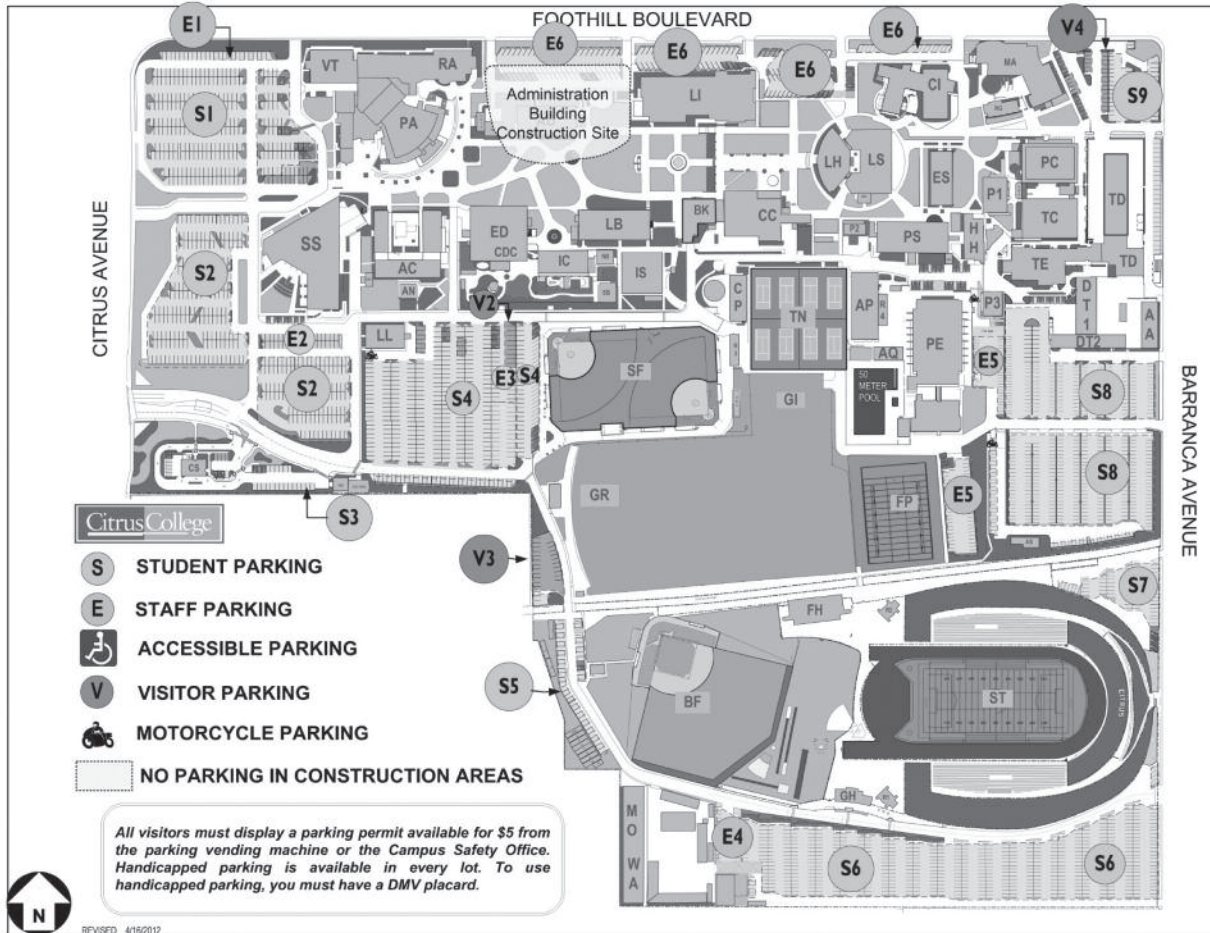 FOOTHILL BOULEVARD
E1
E6
E6
E6
E6
V4
VT
RA
PA
Administration
Building
Construction Site
LI
CI
MA
S9
S1
LH
LS
ES
P1
PC
TC
TD
TD
CITRUS AVENUE
SS
AC
AN
ED
CDC
LB
IC
IS
BK
CC
P2
PS
H
H
TE
S2
V2
C
P
TN
AP
R
4
P3
D
T
1
DT2
A
A
E2
LL
S2
S4
E3
S4
SF
AQ
PE
E5
50
METER
POOL
GI
S8
BARRANCA AVENUE
CS
S3
GR
FP
E5
S8
CitrusCollege
S STUDENT PARKING
E STAFF PARKING
ACCESSIBLE PARKING
V VISITOR PARKING
MOTORCYCLE PARKING
NO PARKING IN CONSTRUCTION AREAS
V3
S7
FH
S5
BF
ST
CITRUS
GH
M
O
W
A
E4
S6
S6
All visitors must display a parking permit available for $5 from
the parking vending machine or the Campus Safety Office.
Handicapped parking is available in every lot. To use
handicapped parking, you must have a DMV placard.
N
REVISED 4/16/2012